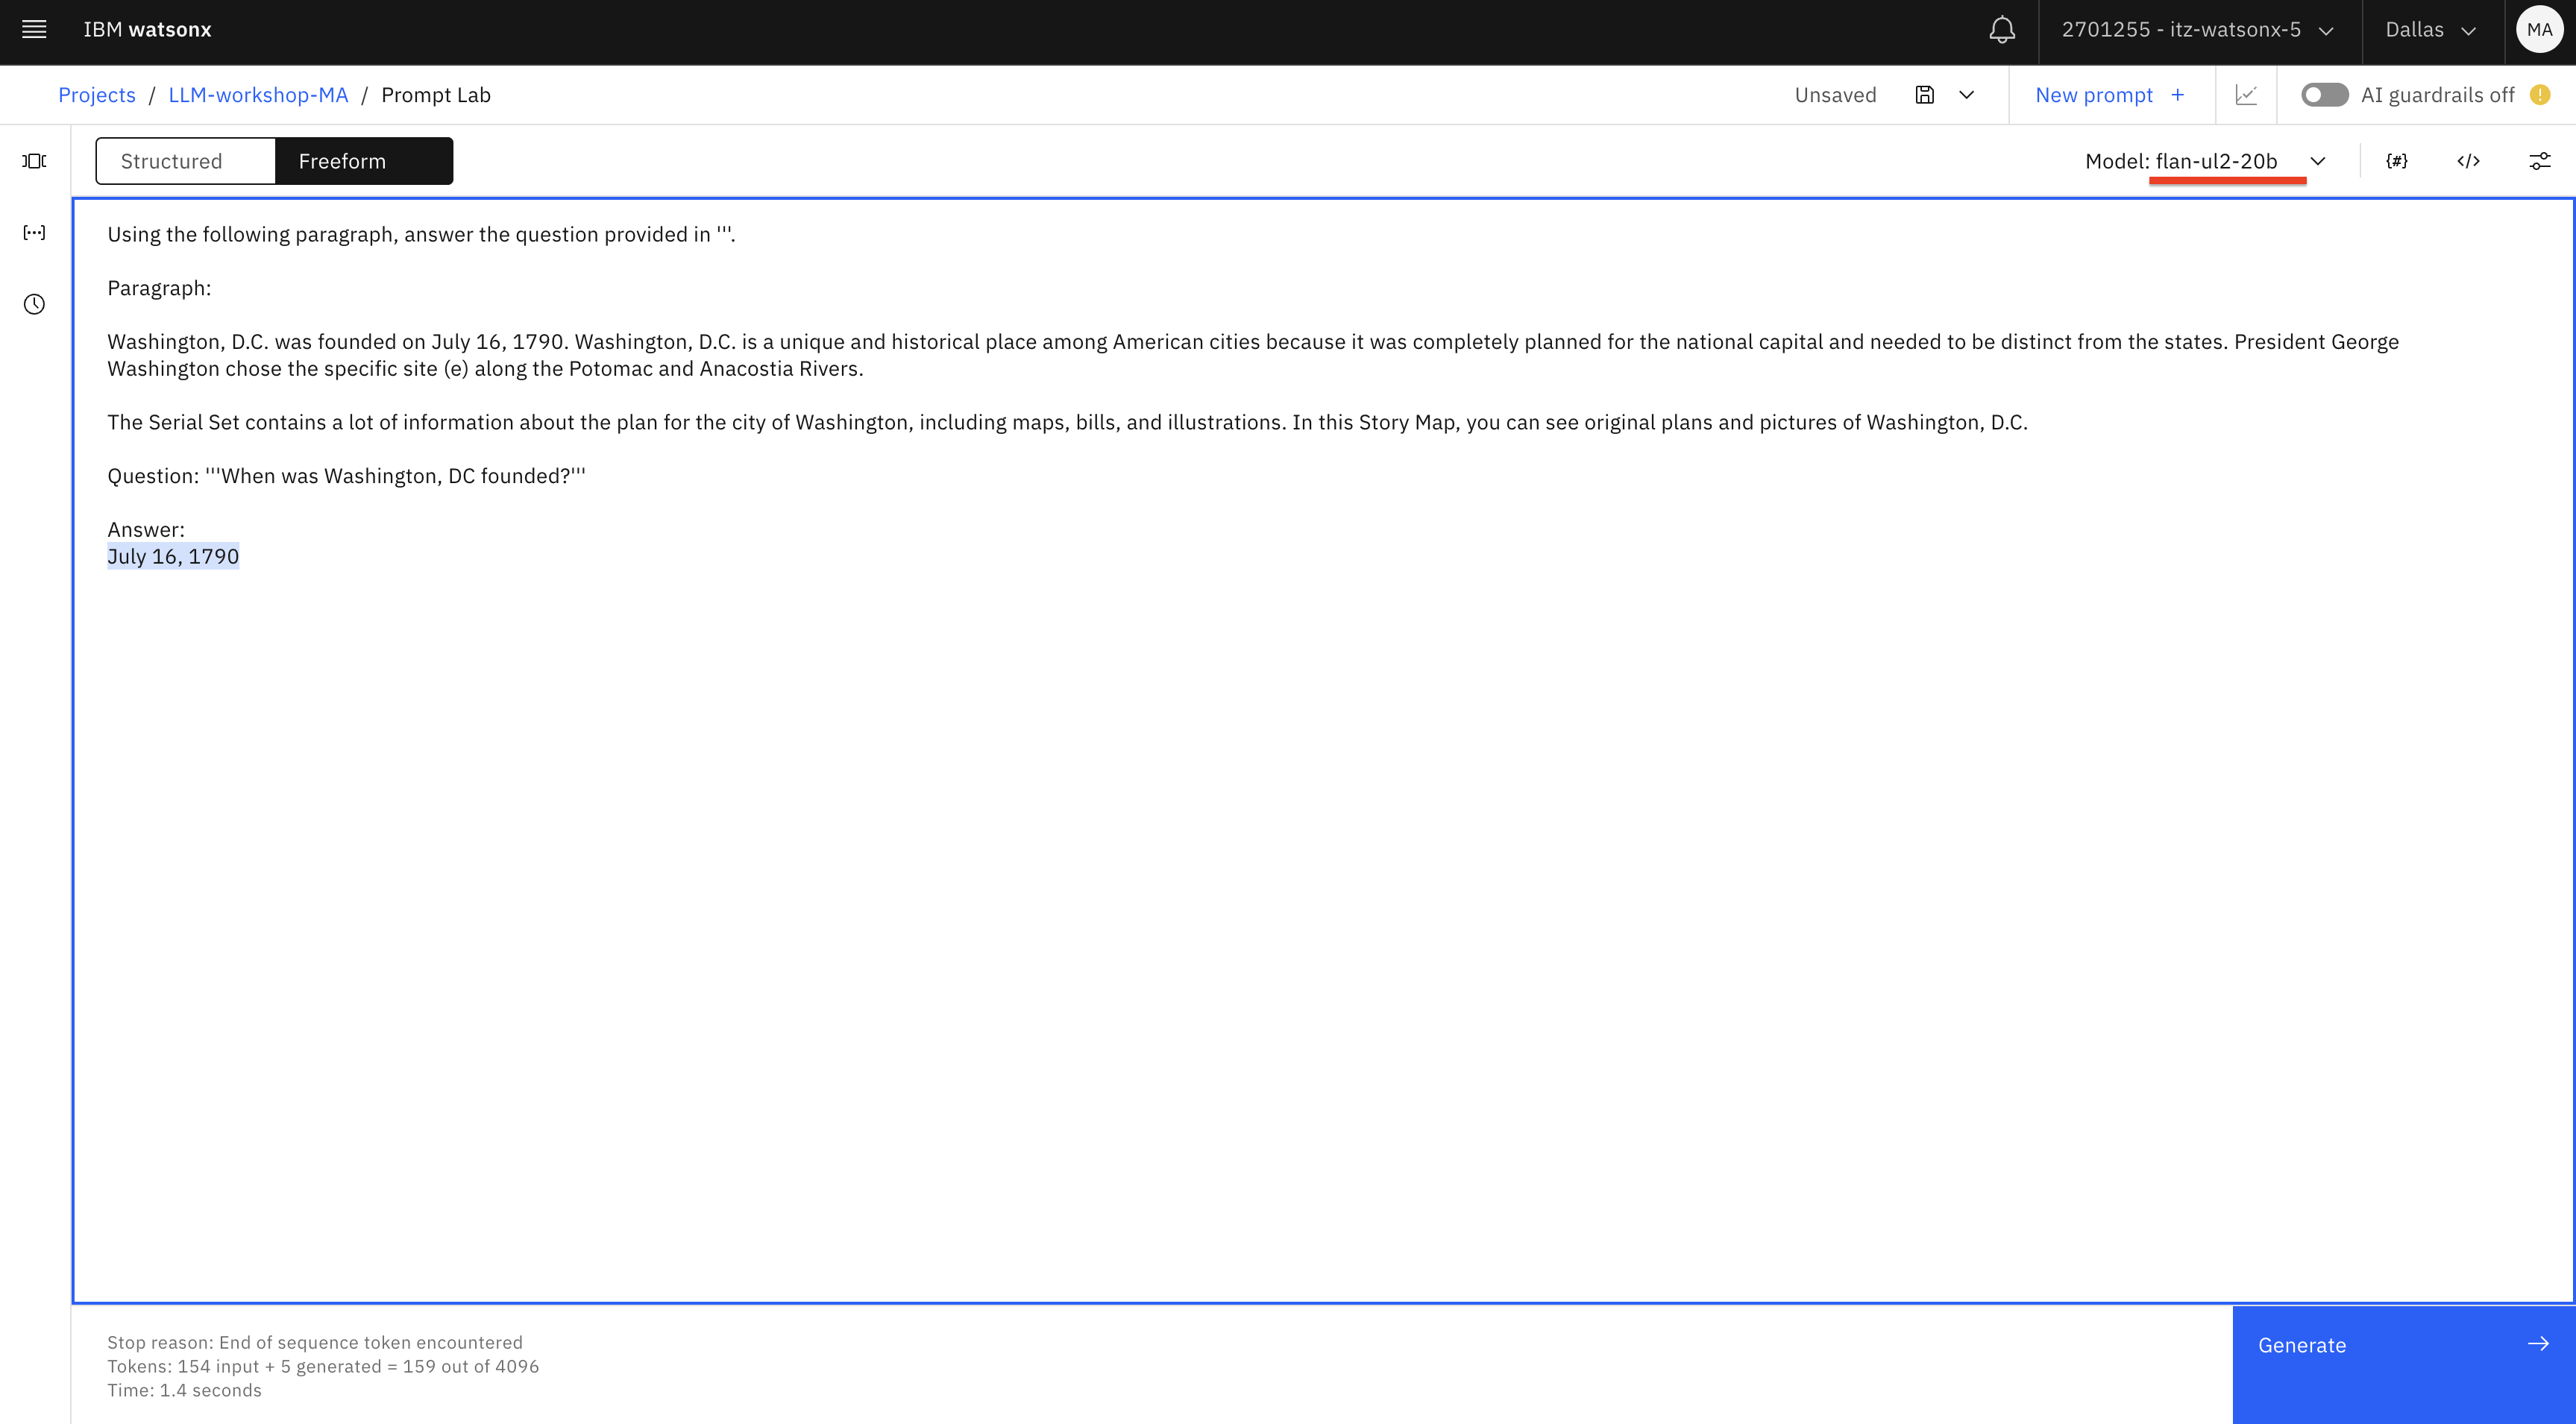 IBM watsonx
2701255 - itz-watsonx-5
Dallas
MA
Projects / LLM-workshop-MA / Prompt Lab
Unsaved
New prompt +
AI guardrails off
Structured
Freeform
Model: flan-ul2-20b
{#}
</>
Using the following paragraph, answer the question provided in '''.
Paragraph:
Washington, D.C. was founded on July 16, 1790. Washington, D.C. is a unique and historical place among American cities because it was completely planned for the national capital and needed to be distinct from the states. President George
Washington chose the specific site (e) along the Potomac and Anacostia Rivers.
The Serial Set contains a lot of information about the plan for the city of Washington, including maps, bills, and illustrations. In this Story Map, you can see original plans and pictures of Washington, D.C.
Question: '''When was Washington, DC founded?'''
Answer:
July 16, 1790
Stop reason: End of sequence token encountered
Tokens: 154 input + 5 generated = 159 out of 4096
Time: 1.4 seconds
Generate